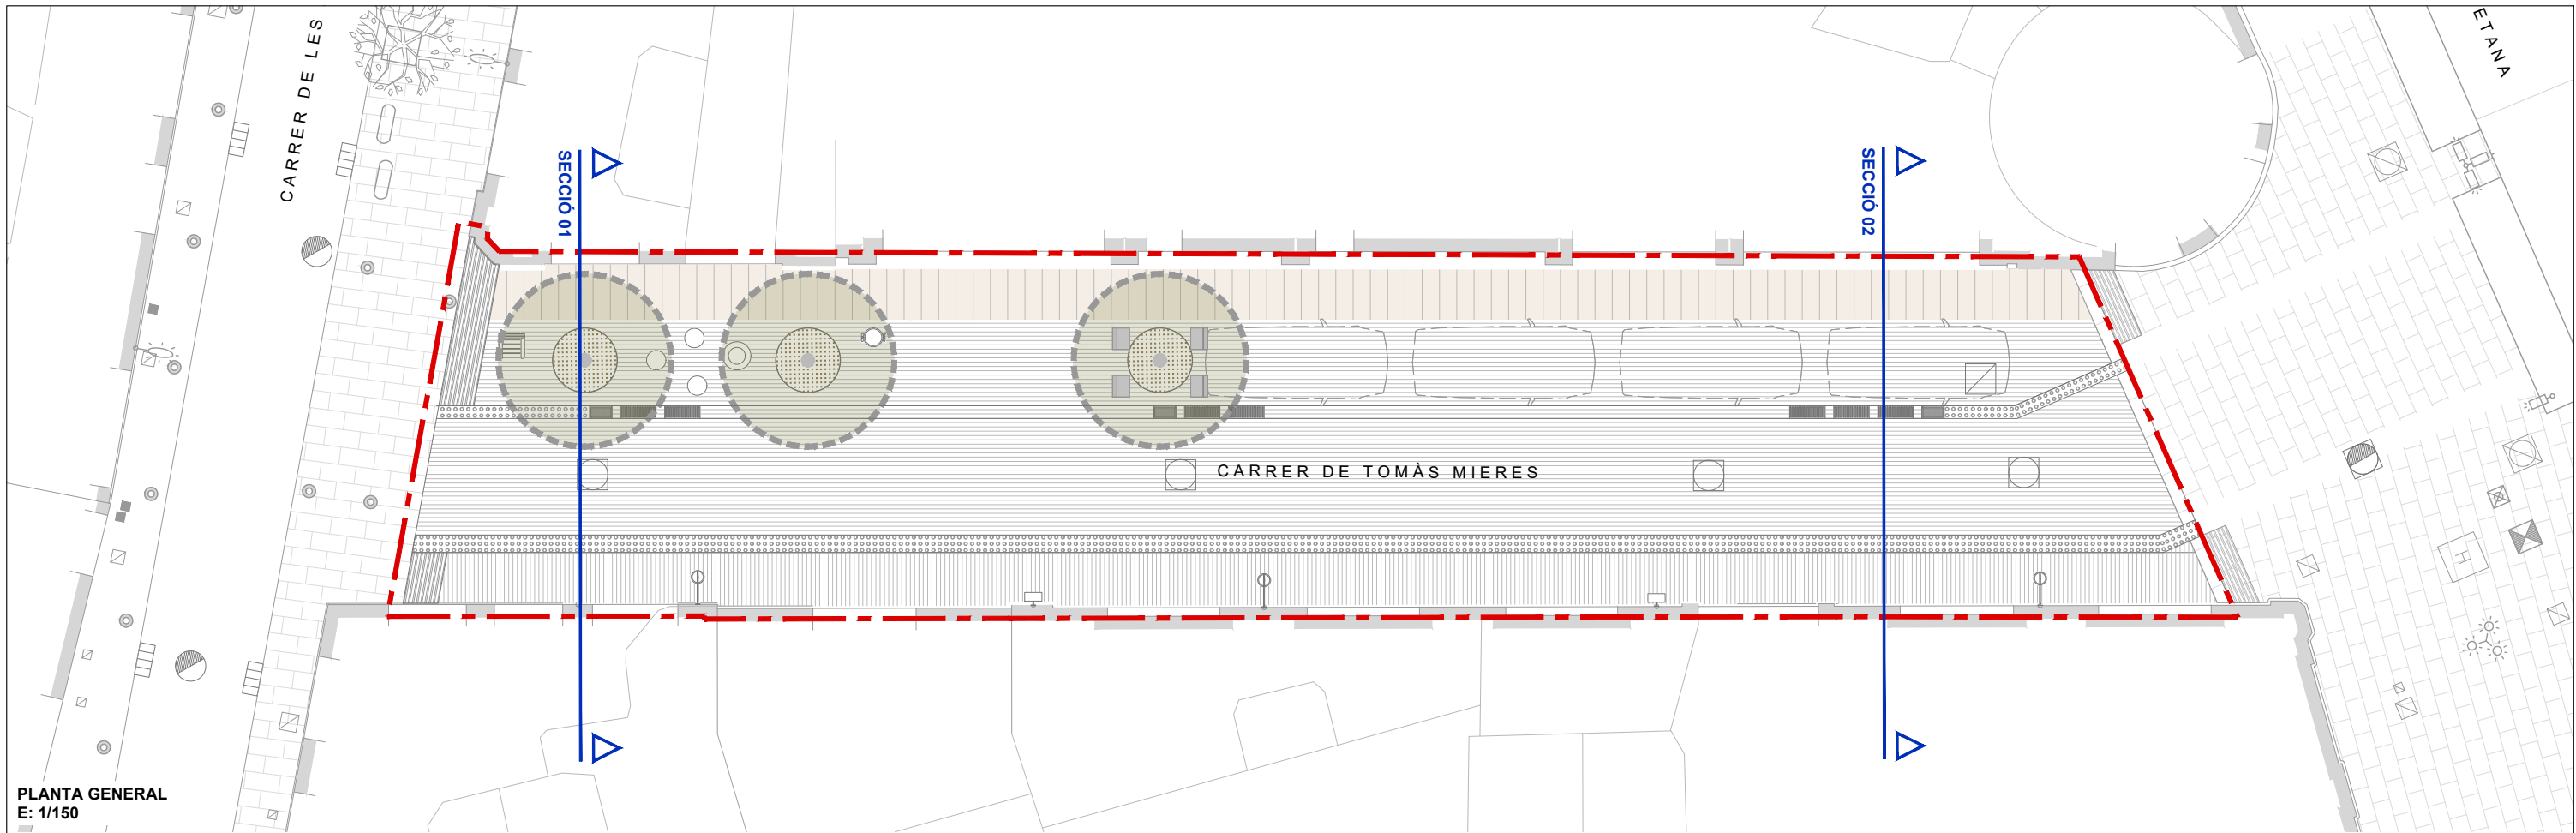 CARRER DE LES
ETANA
SECCIÓ 01
SECCIÓ 02
CARRER DE TOMÀS MIERES
H
PLANTA GENERAL
E: 1/150